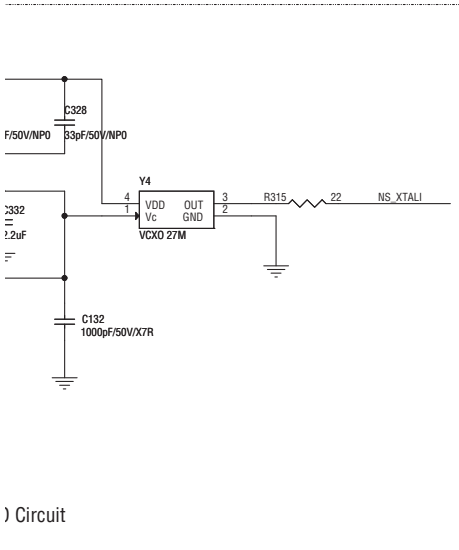 C328
F/50V/NP0 33pF/50V/NP0
Y4
4 VDD OUT 3 R315 22 NS_XTALI
1 Vc GND 2
VCXO 27M
C332
2.2uF
C132
1000pF/50V/X7R
Circuit